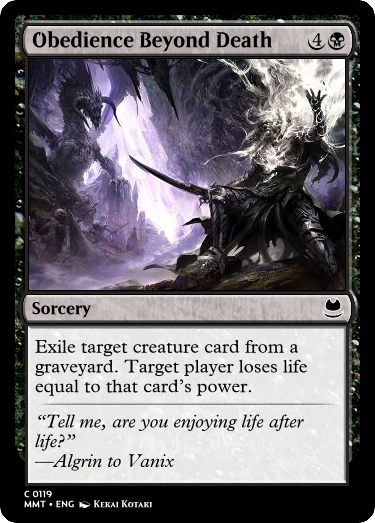 Obedience Beyond Death 4
Sorcery
Exile target creature card from a
graveyard. Target player loses life
equal to that card's power.
"Tell me, are you enjoying life after
life?"
—Algrin to Vanix
C 0119
MMT • ENG Kekai Kotaki